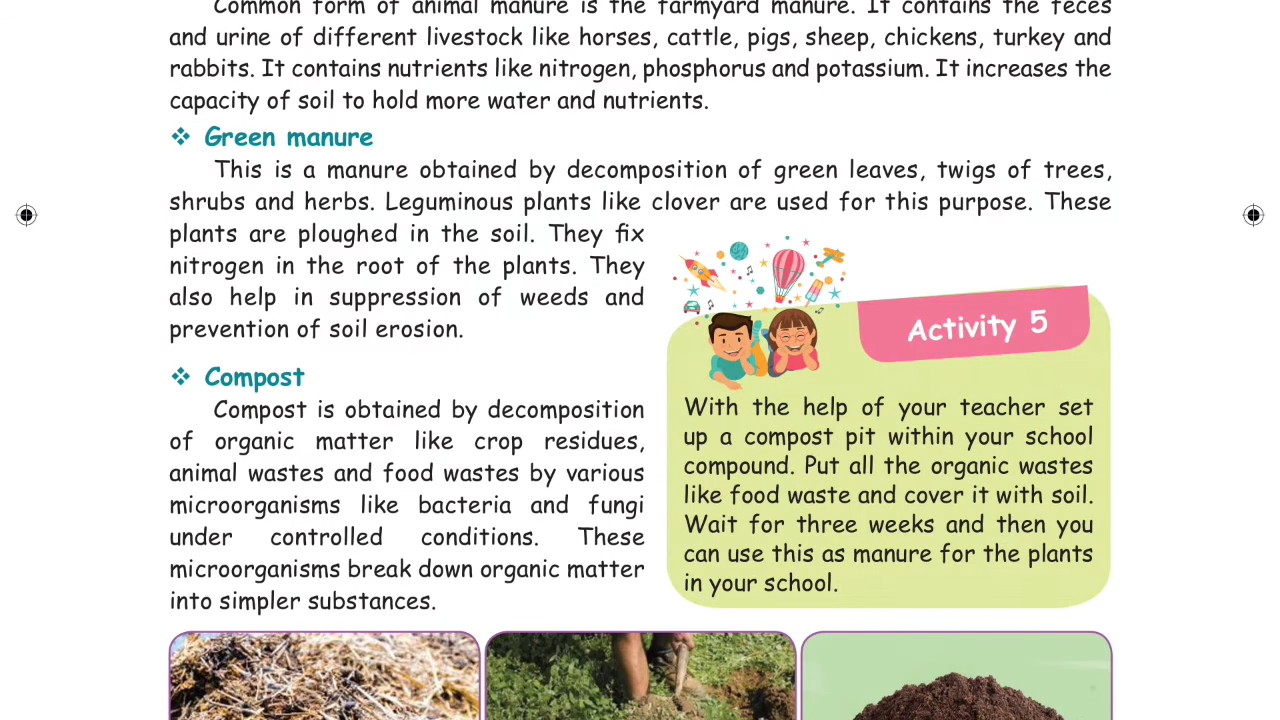 Common form of animal manure is the farmyard manure. It contains the feces
and urine of different livestock like horses, cattle, pigs, sheep, chickens, turkey and
rabbits. It contains nutrients like nitrogen, phosphorus and potassium. It increases the
capacity of soil to hold more water and nutrients.
❖ Green manure
This is a manure obtained by decomposition of green leaves, twigs of trees,
shrubs and herbs. Leguminous plants like clover are used for this purpose. These
plants are ploughed in the soil. They fix
nitrogen in the root of the plants. They
also help in suppression of weeds and
prevention of soil erosion.
❖ Compost
Compost is obtained by decomposition
of organic matter like crop residues,
animal wastes and food wastes by various
microorganisms like bacteria and fungi
under controlled conditions. These
microorganisms break down organic matter
into simpler substances.
Activity 5
With the help of your teacher set
up a compost pit within your school
compound. Put all the organic wastes
like food waste and cover it with soil.
Wait for three weeks and then you
can use this as manure for the plants
in your school.